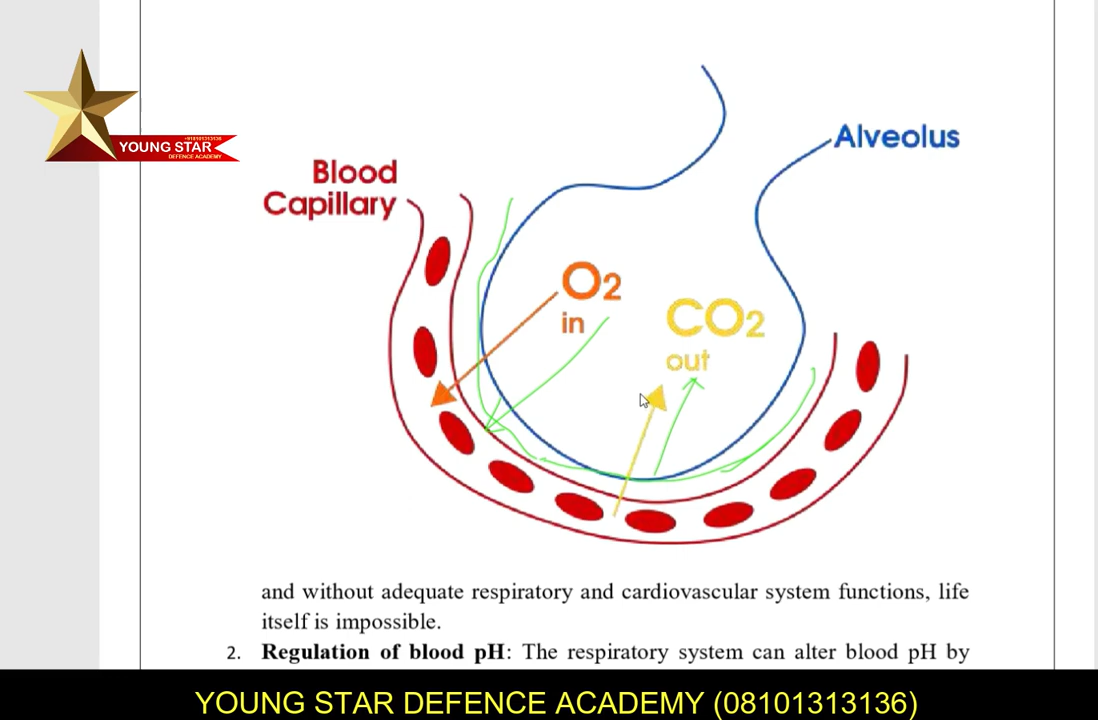 +918101313136
YOUNG STAR
DEFENCE ACADEMY
Alveolus
Blood
Capillary
O2
in
CO2
out
and without adequate respiratory and cardiovascular system functions, life
itself is impossible.
2. Regulation of blood pH: The respiratory system can alter blood pH by
YOUNG STAR DEFENCE ACADEMY (08101313136)